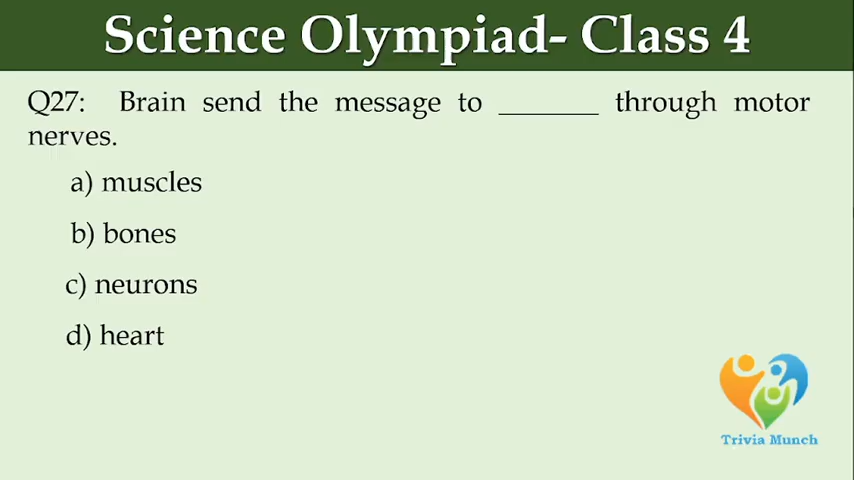 Science Olympiad- Class 4
Q27: Brain send the message to _______ through motor
nerves.
a) muscles
b) bones
c) neurons
d) heart
Trivia Munch